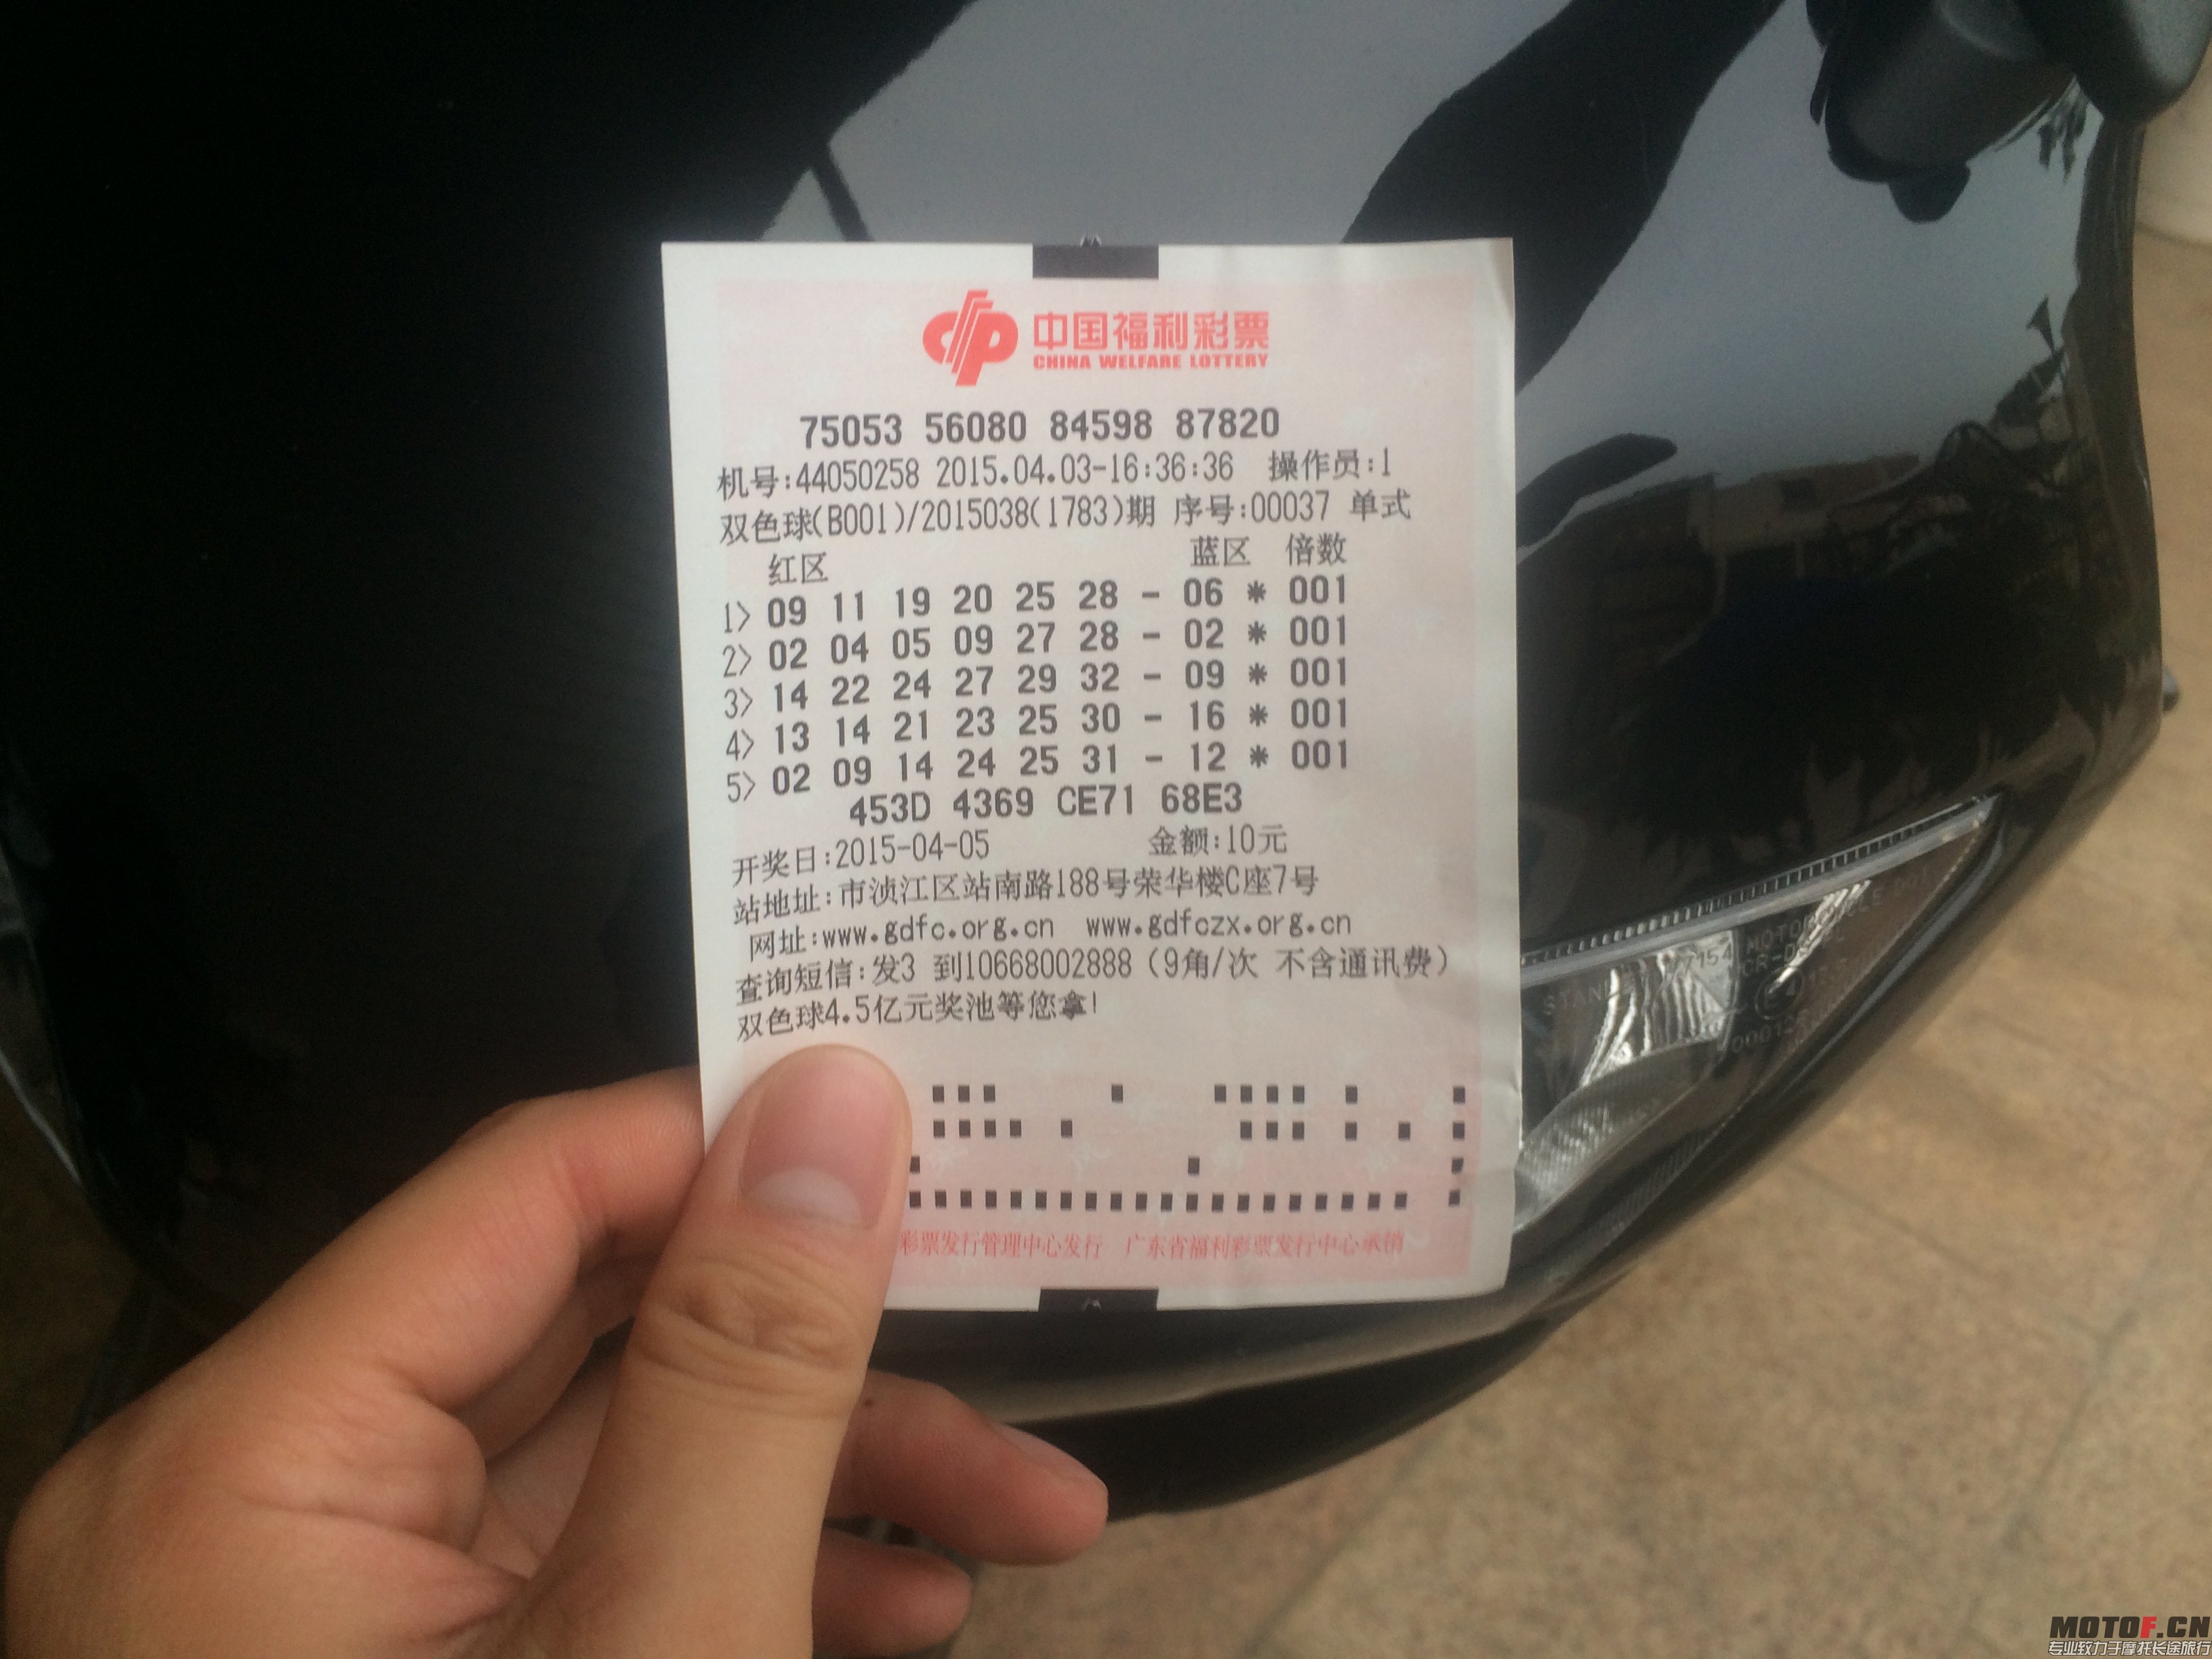 中国福利彩票
CHINA WELFARE LOTTERY
75053 56080 84598 87820
机号:44050258 2015.04.03-16:36:36 操作员:1
双色球(B001)/2015038(1783)期 序号:00037 单式
红区 蓝区 倍数
1> 09 11 19 20 25 28 - 06 * 001
2> 02 04 05 09 27 28 - 02 * 001
3> 14 22 24 27 29 32 - 09 * 001
4> 13 14 21 23 25 30 - 16 * 001
5> 02 09 14 24 25 31 - 12 * 001
453D 4369 CE71 68E3
开奖日:2015-04-05 金额:10元
站地址:市浈江区站南路188号荣华楼C座7号
网址:www.gdfc.org.cn www.gdfczx.org.cn
查询短信:发3 到10668002888(9角/次 不含通讯费)
双色球4.5亿元奖池等您拿!
彩票发行管理中心发行 广东省福利彩票发行中心承销
MOTOF.CN
专业致力于摩托长途旅行